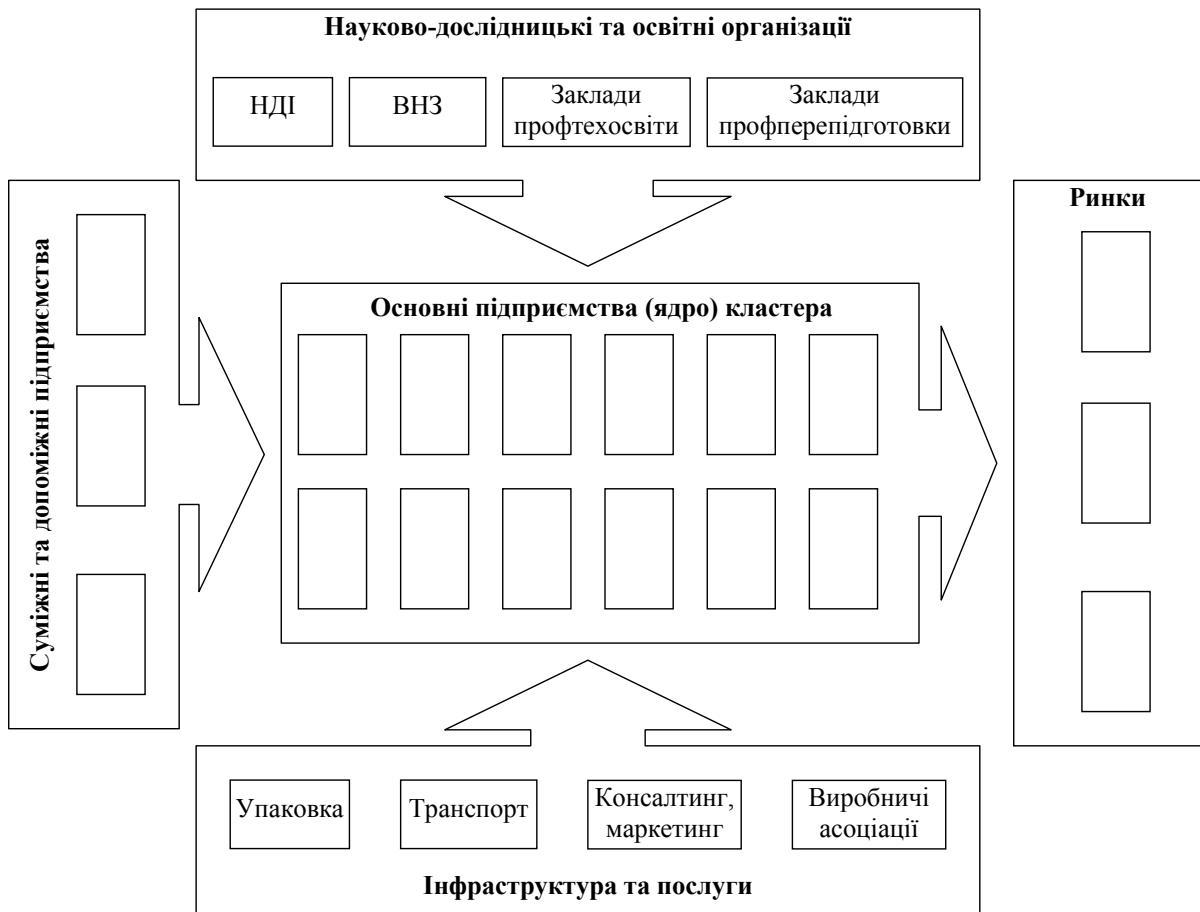 Науково-дослідницькі та освітні організації
НДІ
ВНЗ
Заклади
профтехосвіти
Заклади
профперепідготовки
Суміжні та допоміжні підприємства
Основні підприємства (ядро) кластера
Ринки
Упаковка
Транспорт
Консалтинг,
маркетинг
Виробничі
асоціації
Інфраструктура та послуги